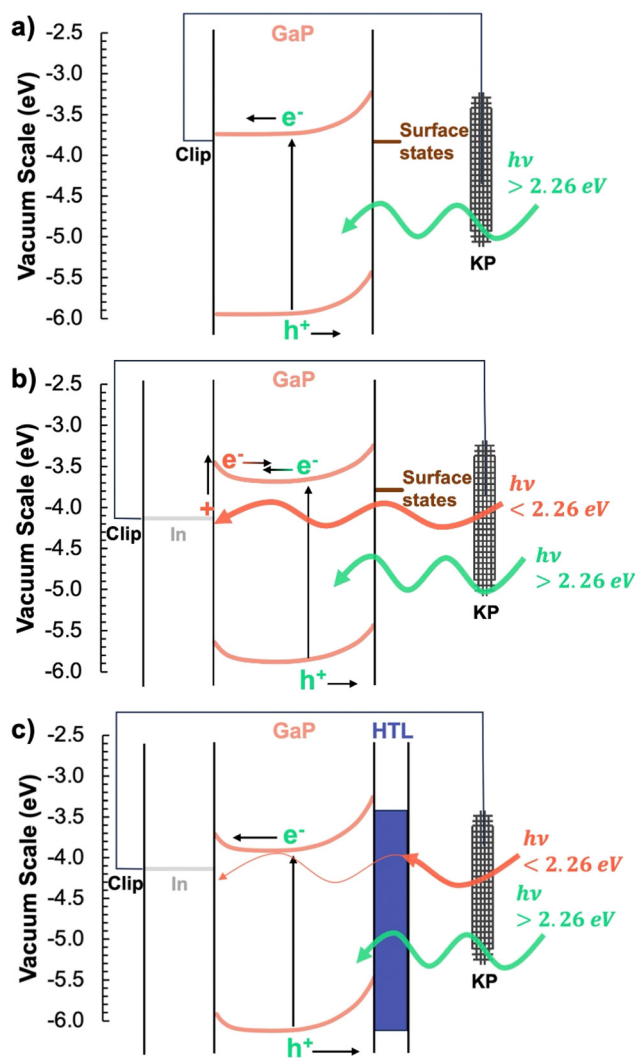 a)
GaP
Vacuum Scale (eV)
-2.5
-3.0
-3.5
-4.0
-4.5
-5.0
-5.5
-6.0
e-
Clip
Surface
states
hν
> 2.26 eV
KP
h+
b)
GaP
Vacuum Scale (eV)
-2.5
-3.0
-3.5
-4.0
-4.5
-5.0
-5.5
-6.0
e-
e-
+
Surface
states
Clip
In
hν
< 2.26 eV
hν
> 2.26 eV
KP
h+
c)
GaP
HTL
Vacuum Scale (eV)
-2.5
-3.0
-3.5
-4.0
-4.5
-5.0
-5.5
-6.0
e-
Clip
In
hν
< 2.26 eV
hν
> 2.26 eV
KP
h+